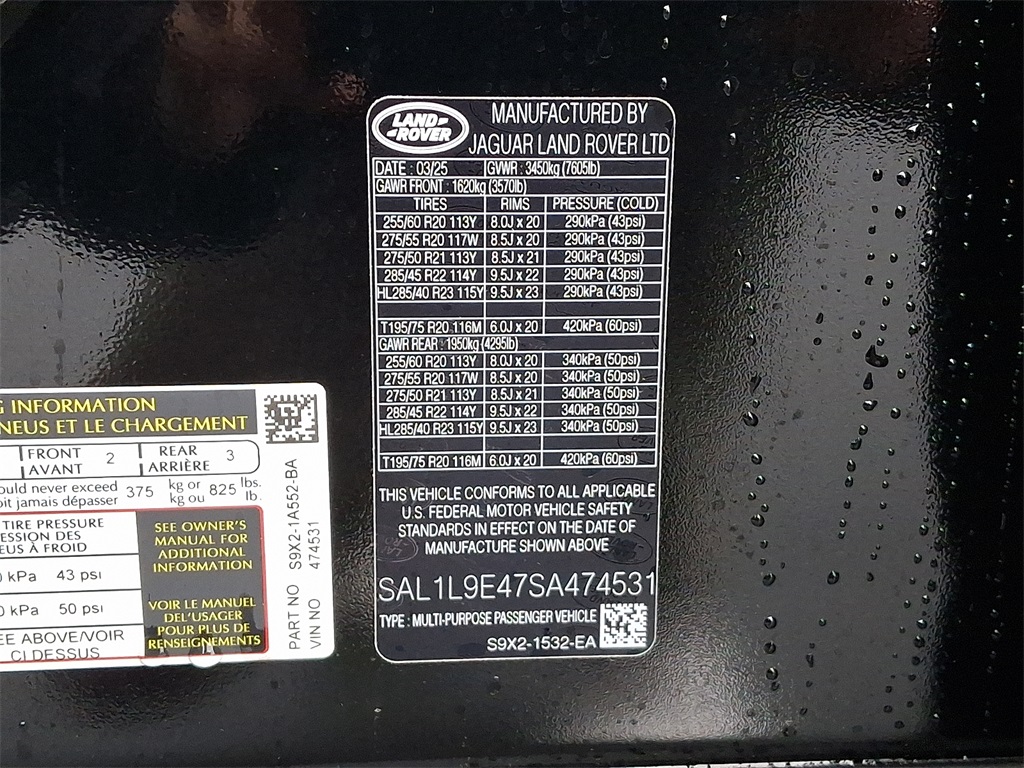 LAND-
-ROVER
MANUFACTURED BY
JAGUAR LAND ROVER LTD
DATE : 03/25 GVWR : 3450kg (7605lb)
GAWR FRONT : 1620kg (3570lb)
TIRES RIMS PRESSURE (COLD)
255/60 R20 113Y 8.0J x 20 290kPa (43psi)
275/55 R20 117W 8.5J x 20 290kPa (43psi)
275/50 R21 113Y 8.5J x 21 290kPa (43psi)
285/45 R22 114Y 9.5J x 22 290kPa (43psi)
HL285/40 R23 115Y 9.5J x 23 290kPa (43psi)
T195/75 R20 116M 6.0J x 20 420kPa (60psi)
GAWR REAR : 1950kg (4295lb)
255/60 R20 113Y 8.0J x 20 340kPa (50psi)
275/55 R20 117W 8.5J x 20 340kPa (50psi)
275/50 R21 113Y 8.5J x 21 340kPa (50psi)
285/45 R22 114Y 9.5J x 22 340kPa (50psi)
HL285/40 R23 115Y 9.5J x 23 340kPa (50psi)
T195/75 R20 116M 6.0J x 20 420kPa (60psi)
THIS VEHICLE CONFORMS TO ALL APPLICABLE
U.S. FEDERAL MOTOR VEHICLE SAFETY
STANDARDS IN EFFECT ON THE DATE OF
MANUFACTURE SHOWN ABOVE
SAL1L9E47SA474531
TYPE : MULTI-PURPOSE PASSENGER VEHICLE
S9X2-1532-EA
G INFORMATION
NEUS ET LE CHARGEMENT
FRONT
AVANT 2
REAR
ARRIÈRE 3
ould never exceed
oit jamais dépasser 375 kg or
kg ou 825 lbs.
lb.
TIRE PRESSURE
ESSION DES
EUS À FROID
0 kPa 43 psi
0 kPa 50 psi
EE ABOVE/VOIR
CI DESSUS
SEE OWNER'S
MANUAL FOR
ADDITIONAL
INFORMATION
VOIR LE MANUEL
DE L'USAGER
POUR PLUS DE
RENSEIGNEMENTS
PART NO S9X2-1A552-BA
VIN NO 474531